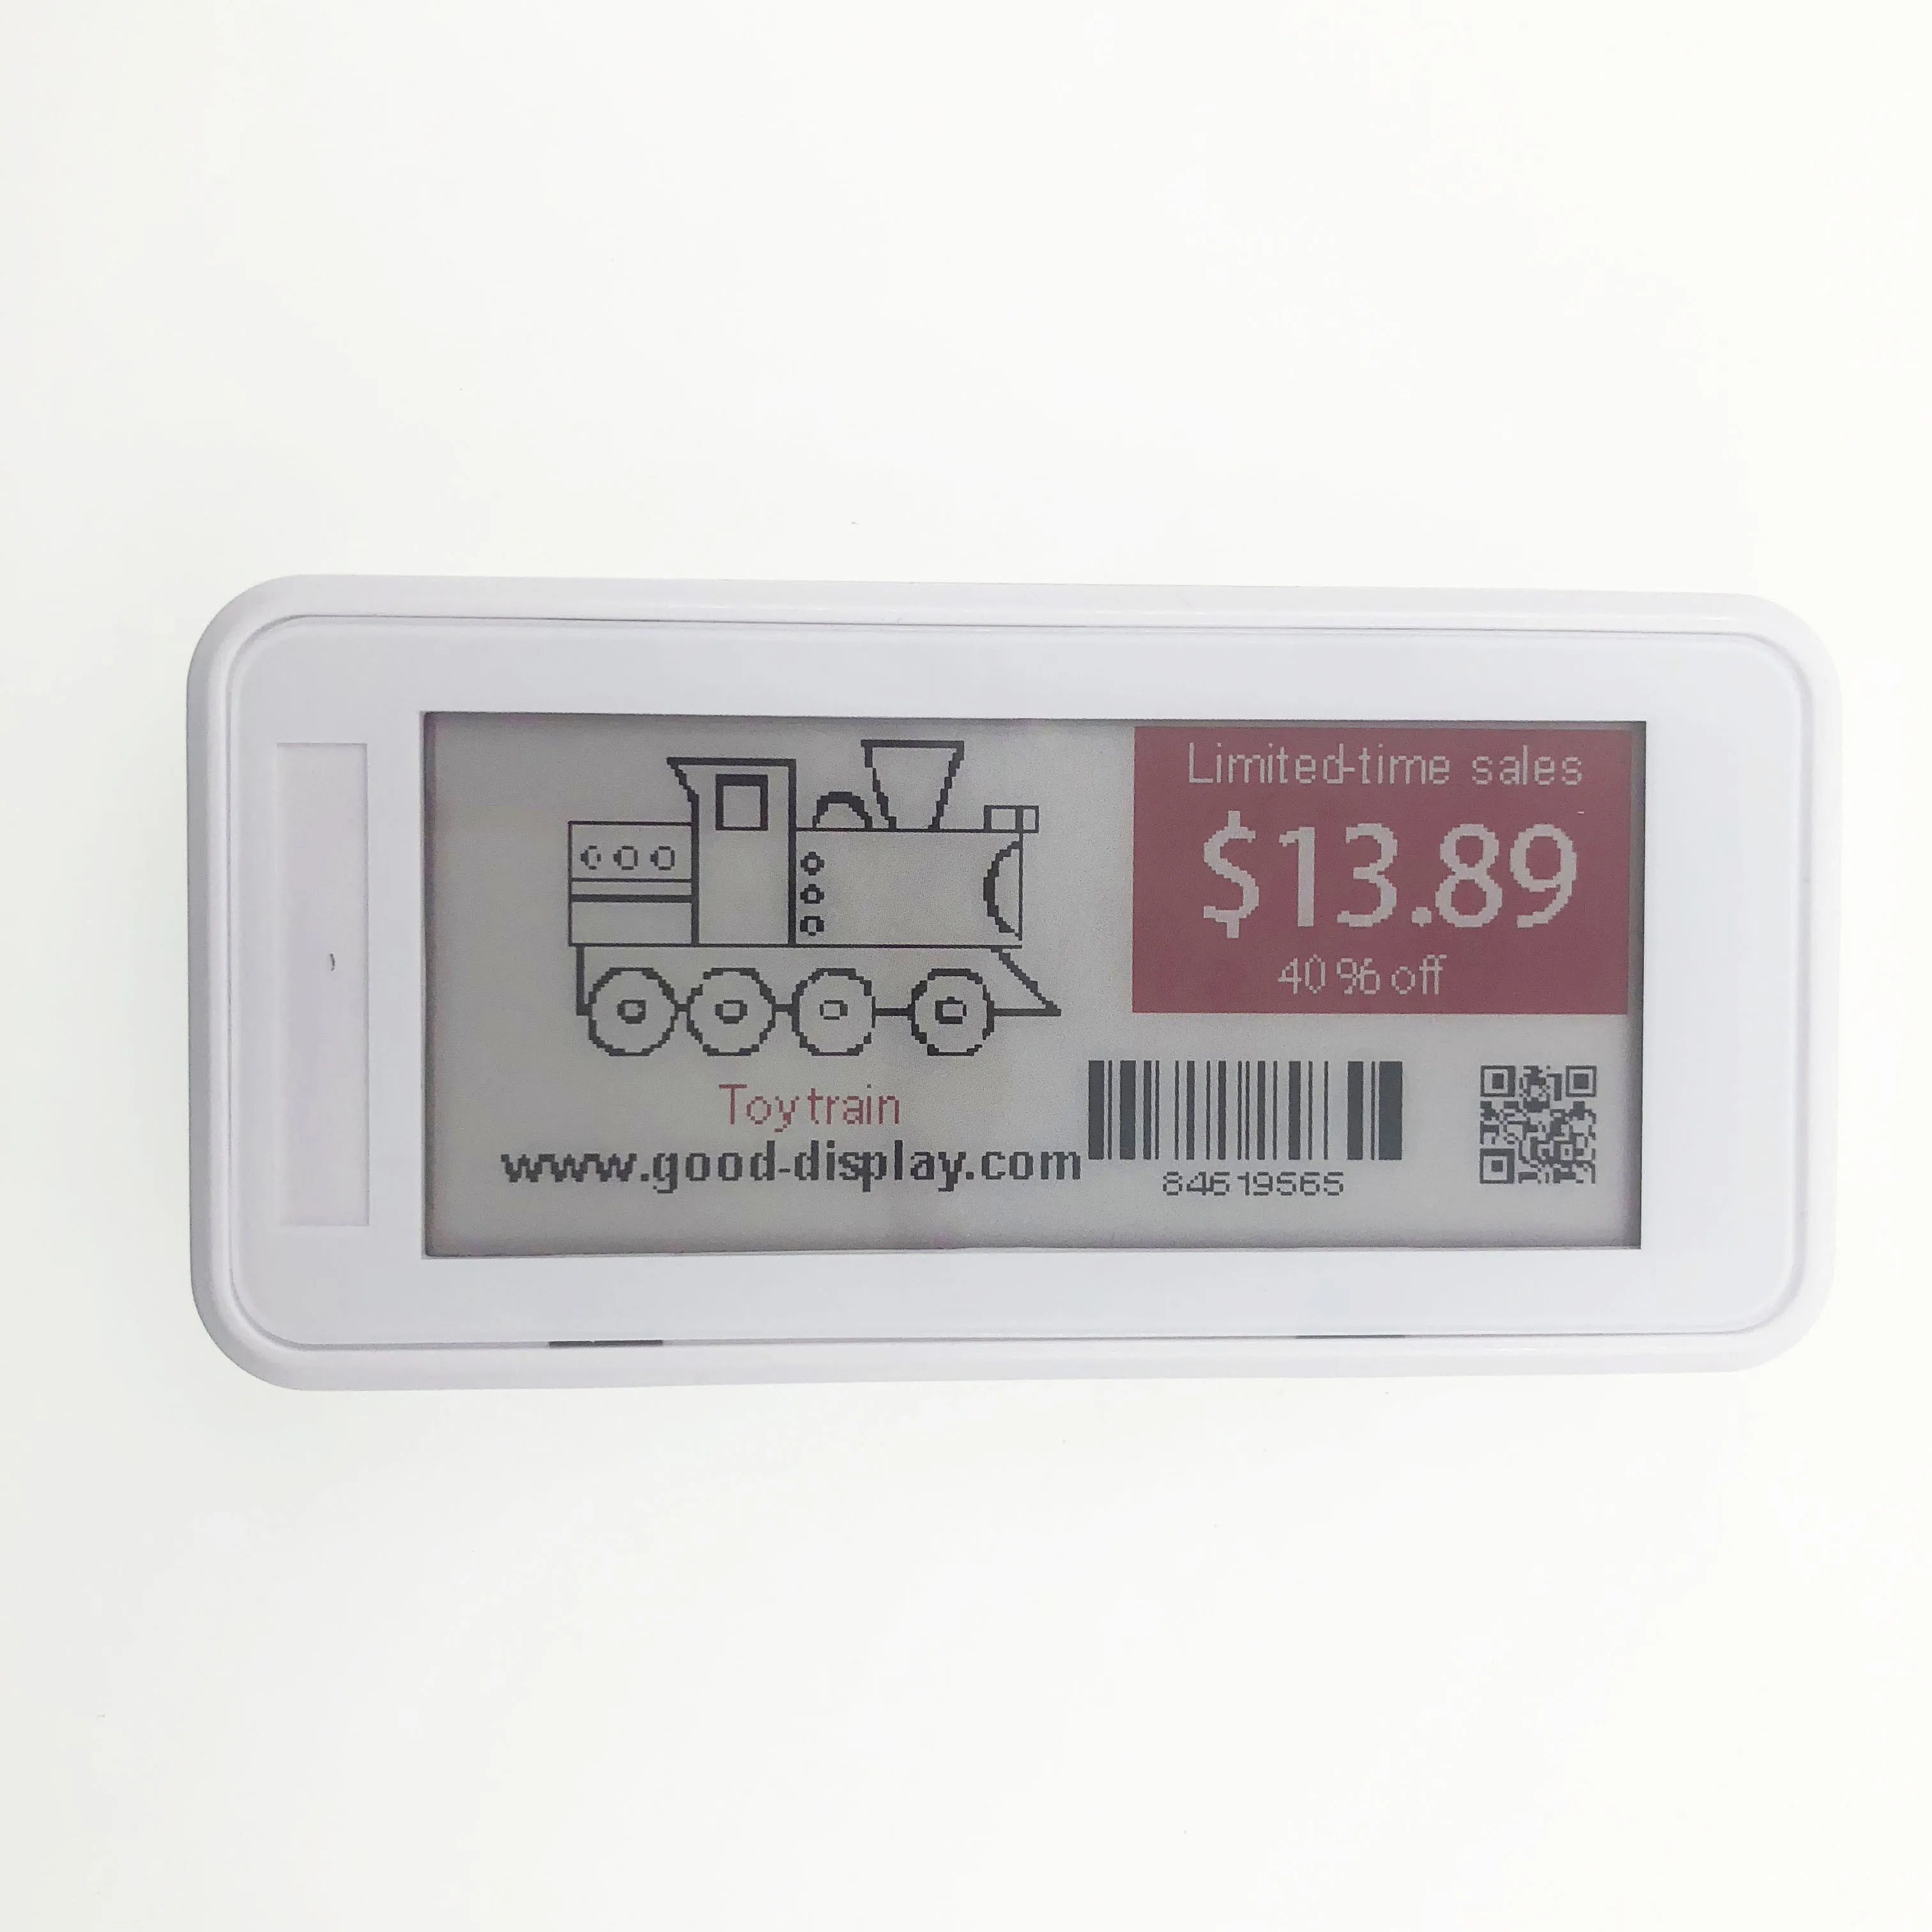 Limited-time sales
$13.89
40% off
Toy train
www.good-display.com
84619565